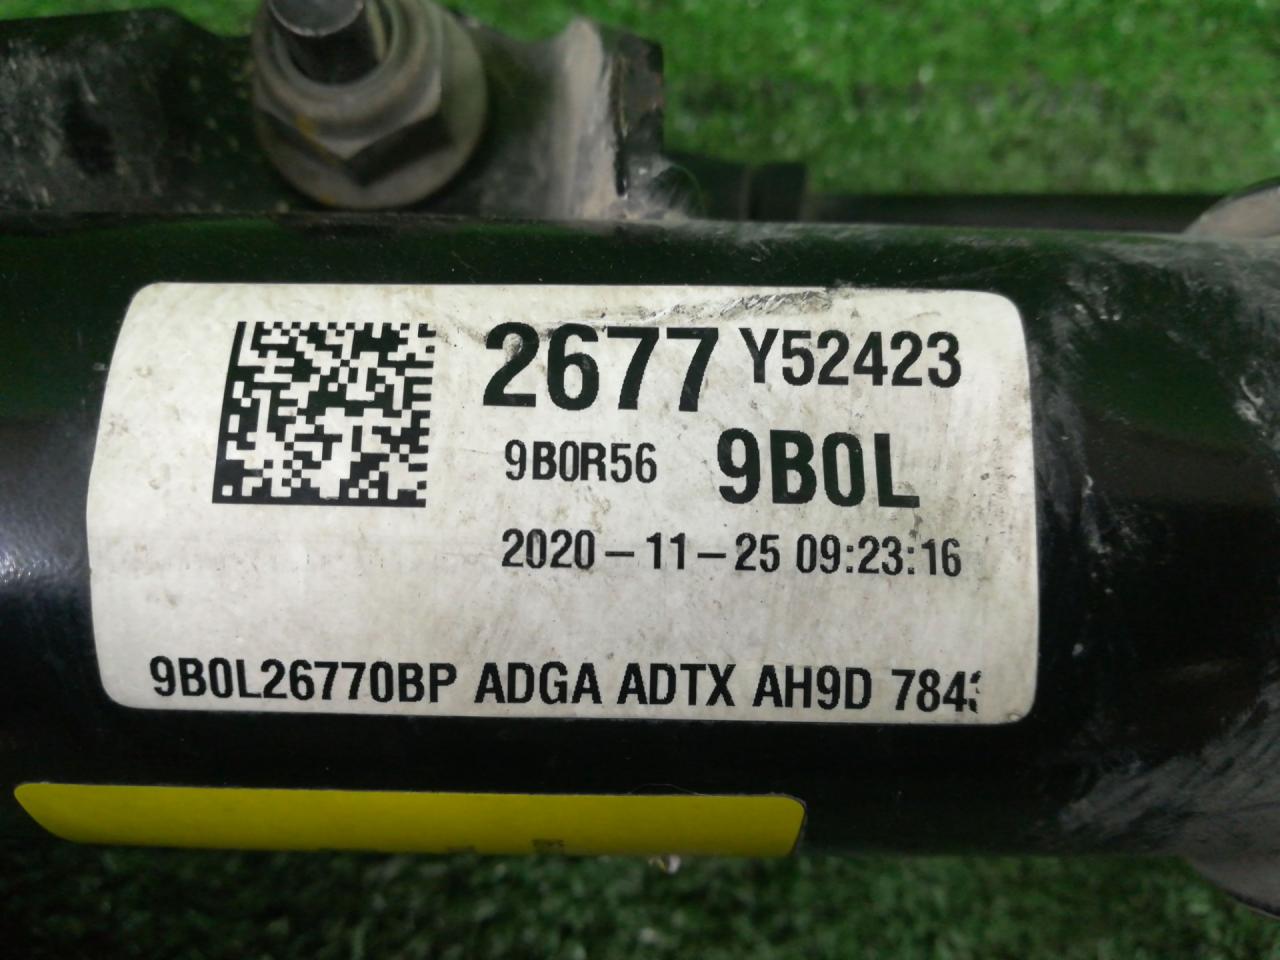 2677 Y52423
9B0R56 9B0L
2020-11-25 09:23:16
9B0L26770BP ADGA ADTX AH9D